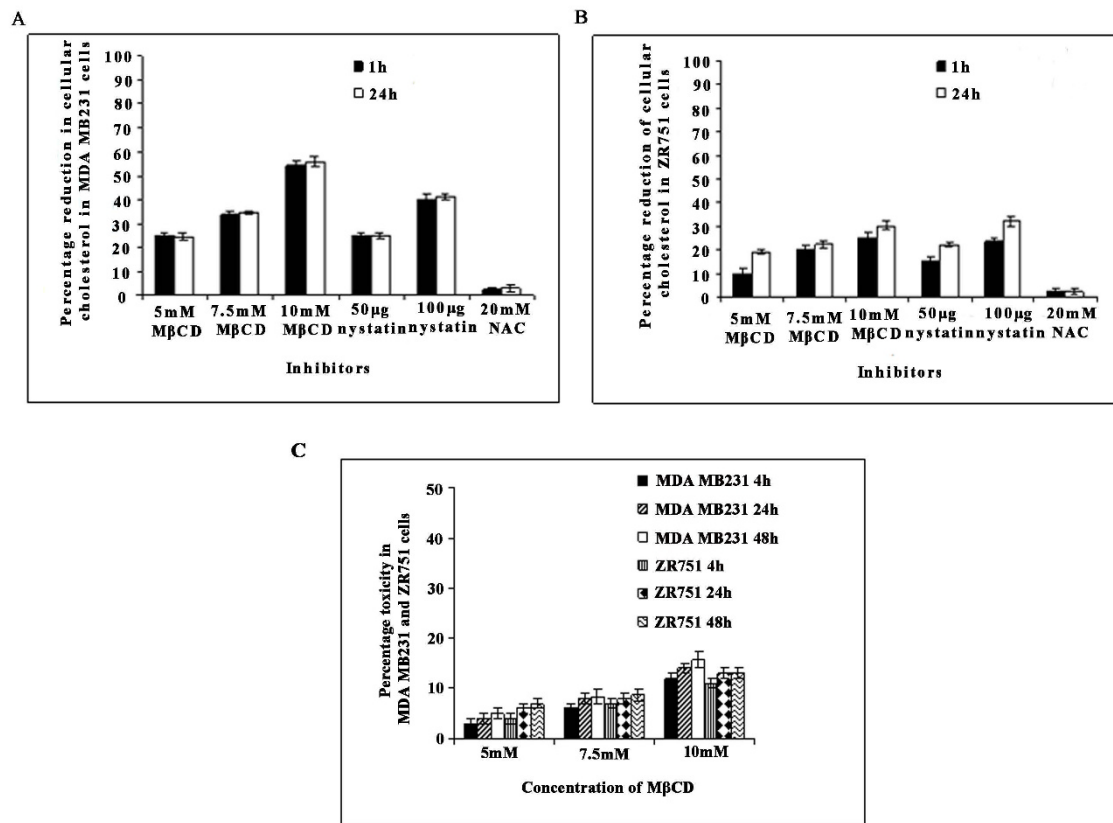 A
Percentage reduction in cellular
cholesterol in MDA MB231 cells
100
90
80
70
60
50
40
30
20
10
0
1h
24h
5mM 7.5mM 10mM 50µg 100µg 20mM
MβCD MβCD MβCD nystatin nystatin NAC
Inhibitors
B
Percentage reduction of cellular
cholesterol in ZR751 cells
100
90
80
70
60
50
40
30
20
10
0
1h
24h
5mM 7.5mM 10mM 50µg 100µg 20mM
MβCD MβCD MβCD nystatin nystatin NAC
Inhibitors
C
Percentage toxicity in
MDA MB231 and ZR751 cells
50
40
30
20
10
0
MDA MB231 4h
MDA MB231 24h
MDA MB231 48h
ZR751 4h
ZR751 24h
ZR751 48h
5mM 7.5mM 10mM
Concentration of MβCD